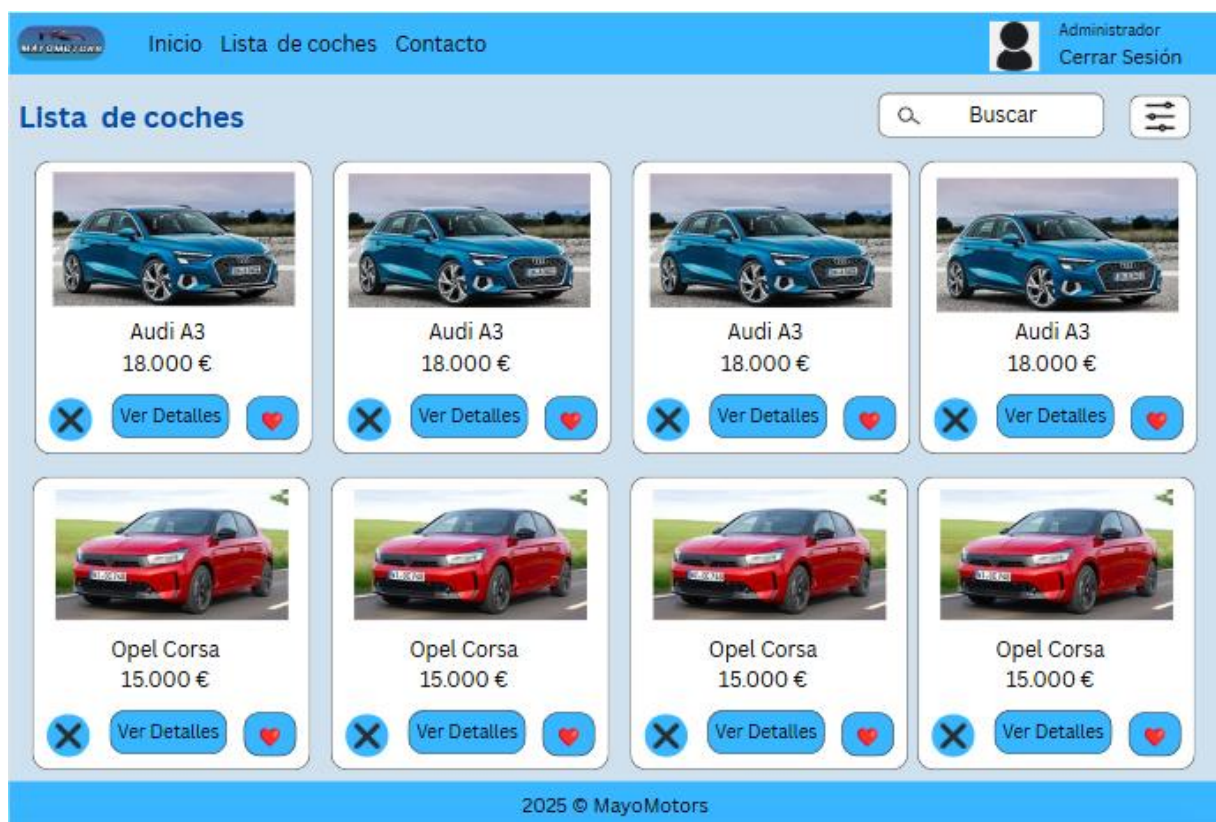 MAYOMOTORS
Inicio Lista de coches Contacto
Administrador
Cerrar Sesión
Lista de coches
Buscar
Audi A3
18.000 €
Ver Detalles
Audi A3
18.000 €
Ver Detalles
Audi A3
18.000 €
Ver Detalles
Audi A3
18.000 €
Ver Detalles
Opel Corsa
15.000 €
Ver Detalles
Opel Corsa
15.000 €
Ver Detalles
Opel Corsa
15.000 €
Ver Detalles
Opel Corsa
15.000 €
Ver Detalles
2025 © MayoMotors